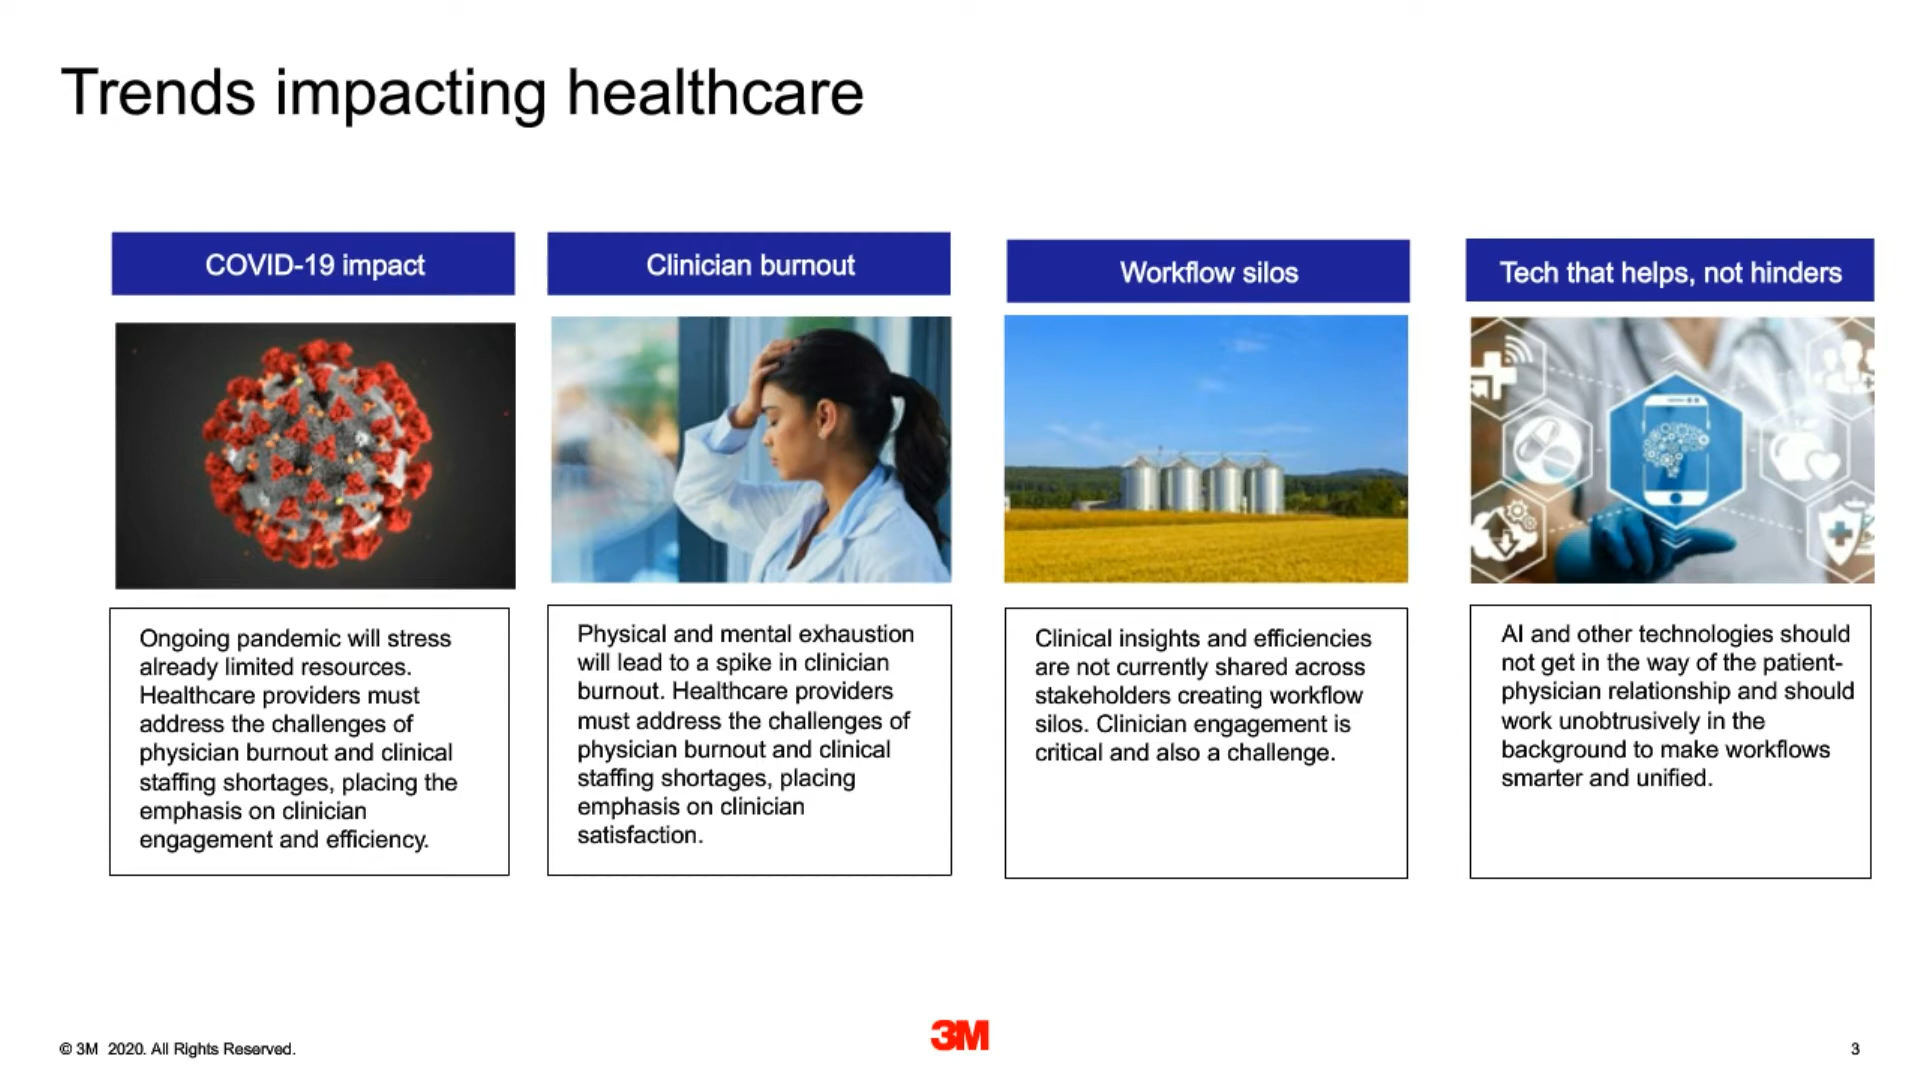 Trends impacting healthcare
COVID-19 impact
Ongoing pandemic will stress
already limited resources.
Healthcare providers must
address the challenges of
physician burnout and clinical
staffing shortages, placing the
emphasis on clinician
engagement and efficiency.
Clinician burnout
Physical and mental exhaustion
will lead to a spike in clinician
burnout. Healthcare providers
must address the challenges of
physician burnout and clinical
staffing shortages, placing
emphasis on clinician
satisfaction.
Workflow silos
Clinical insights and efficiencies
are not currently shared across
stakeholders creating workflow
silos. Clinician engagement is
critical and also a challenge.
Tech that helps, not hinders
AI and other technologies should
not get in the way of the patient-
physician relationship and should
work unobtrusively in the
background to make workflows
smarter and unified.
© 3M 2020. All Rights Reserved.
3M
3